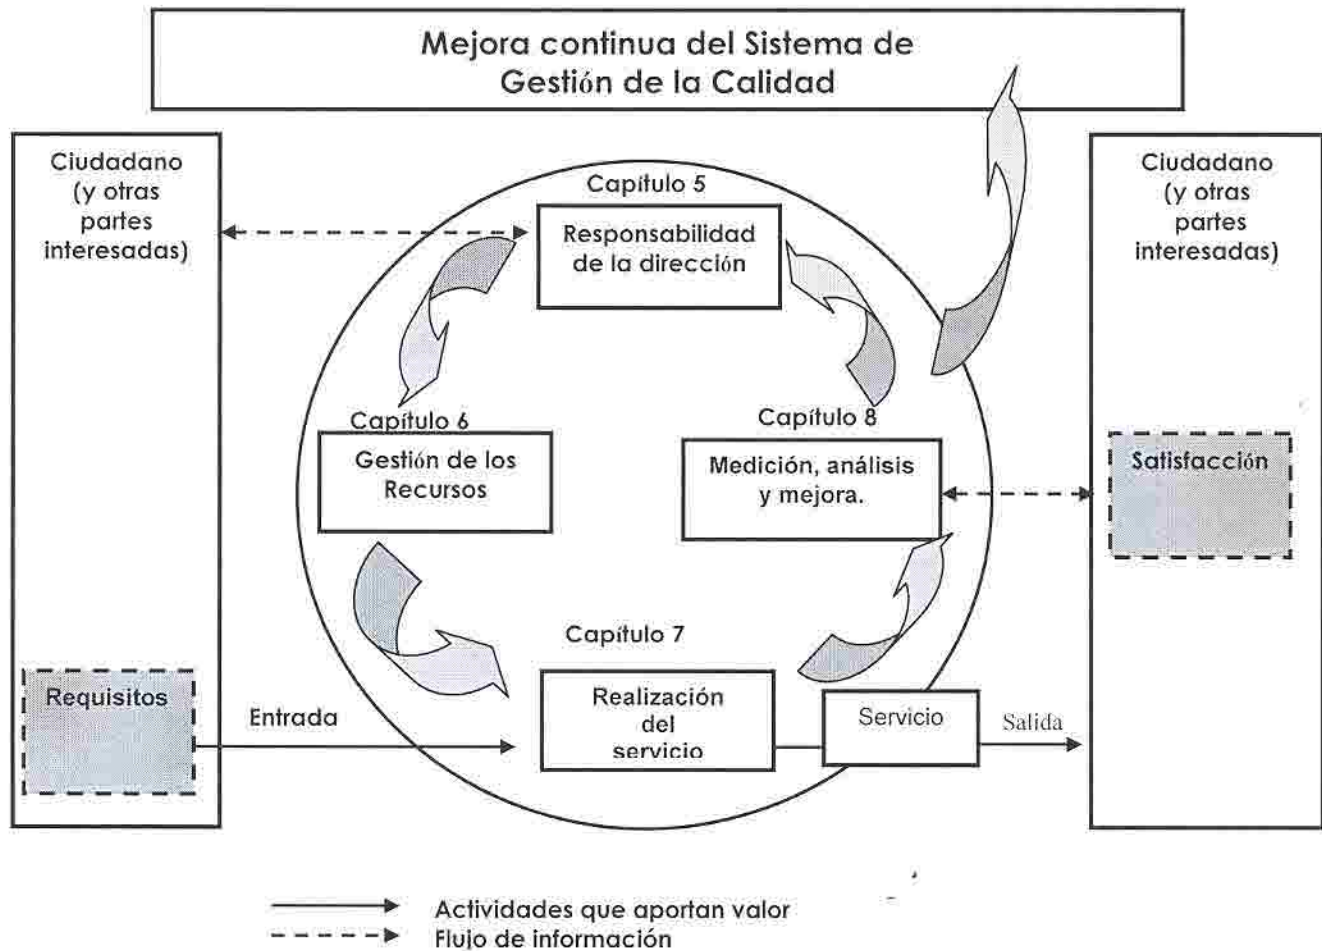 Mejora continua del Sistema de
Gestión de la Calidad
Ciudadano
(y otras
partes
interesadas)
Ciudadano
(y otras
partes
interesadas)
Capítulo 5
Responsabilidad
de la dirección
Capítulo 6
Gestión de los
Recursos
Capítulo 8
Medición, análisis
y mejora.
Satisfacción
Capítulo 7
Requisitos
Entrada
Realización
del
servicio
Servicio
Salida
Actividades que aportan valor
Flujo de información